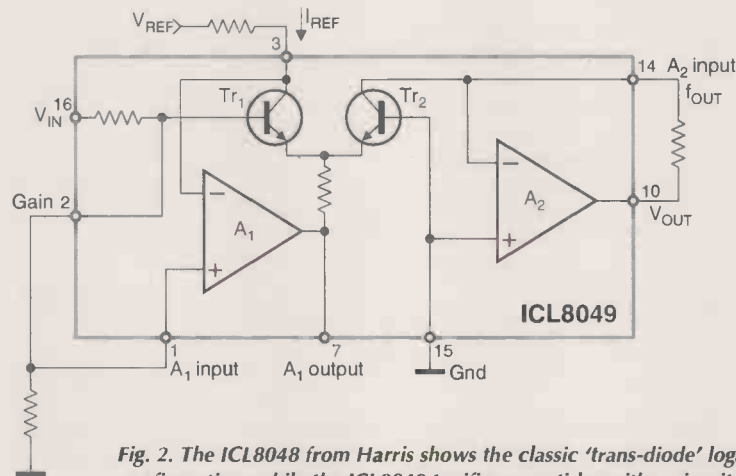 V_REF
I_REF
3
16
V_IN
Tr1
Tr2
14 A2 input
f_OUT
Gain 2
−
A1
+
−
A2
+
10
V_OUT
ICL8049
1
A1 input
7
A1 output
15
Gnd
Fig. 2. The ICL8048 from Harris shows the classic 'trans-diode' log